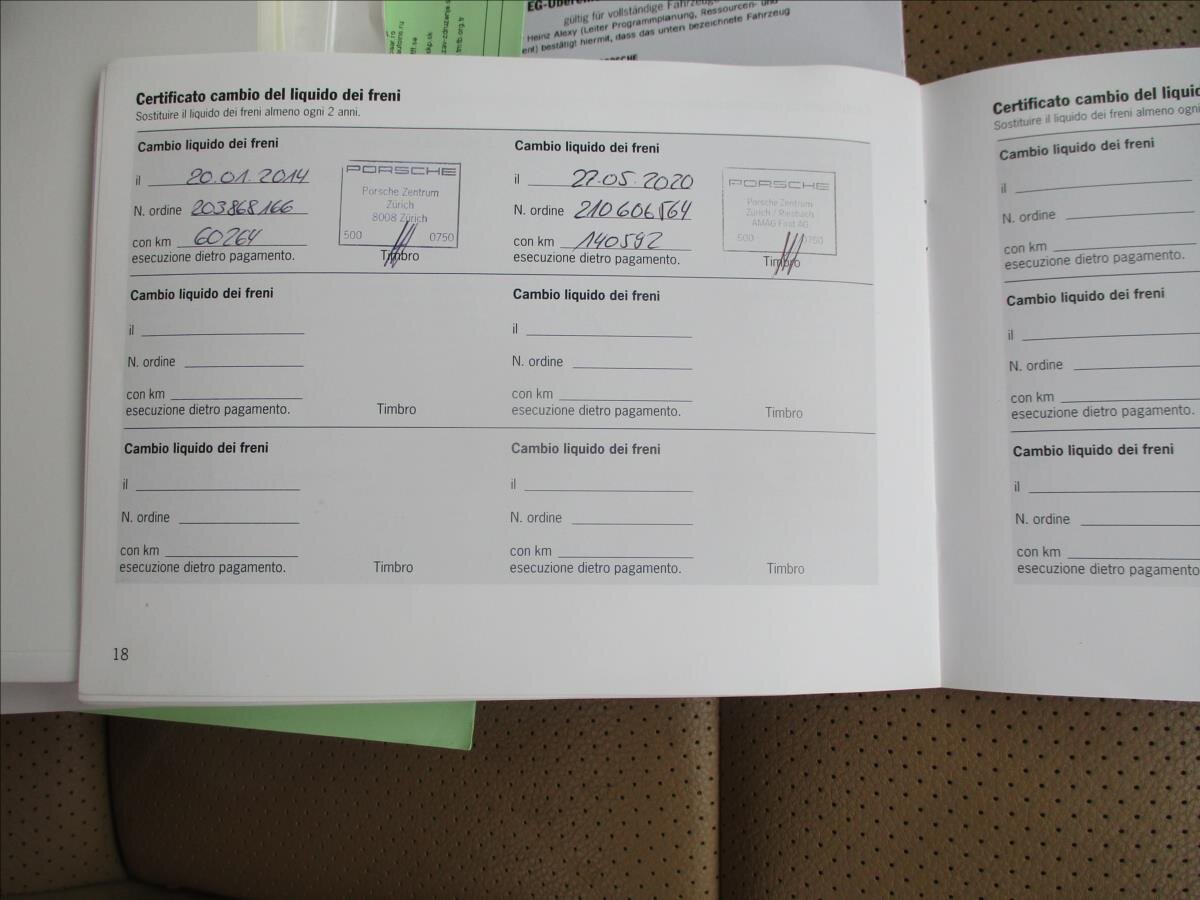 EG-Überein
gültig für vollständige Fahrzeuge
Heinz Alexy (Leiter Programmplanung, Ressourcen- und
ent) bestätigt hiermit, dass das unten bezeichnete Fahrzeug
Certificato cambio del liquido dei freni
Sostituire il liquido dei freni almeno ogni 2 anni.
Cambio liquido dei freni
il 20.01.2014
N. ordine 203868166
con km 60264
esecuzione dietro pagamento.
PORSCHE
Porsche Zentrum
Zürich
8008 Zürich
500 0750
Timbro
Cambio liquido dei freni
il 27.05.2020
N. ordine 210606564
con km 140592
esecuzione dietro pagamento.
PORSCHE
Porsche Zentrum
Zürich / Riesbach
AMAG First AG
500 0750
Timbro
Cambio liquido dei freni
il
N. ordine
con km
esecuzione dietro pagamento.
Timbro
Cambio liquido dei freni
il
N. ordine
con km
esecuzione dietro pagamento.
Timbro
Cambio liquido dei freni
il
N. ordine
con km
esecuzione dietro pagamento.
Timbro
Cambio liquido dei freni
il
N. ordine
con km
esecuzione dietro pagamento.
Timbro
18
Certificato cambio del liquid
Sostituire il liquido dei freni almeno ogni
Cambio liquido dei freni
il
N. ordine
con km
esecuzione dietro pagamento.
Cambio liquido dei freni
il
N. ordine
con km
esecuzione dietro pagamento.
Cambio liquido dei freni
il
N. ordine
con km
esecuzione dietro pagamento